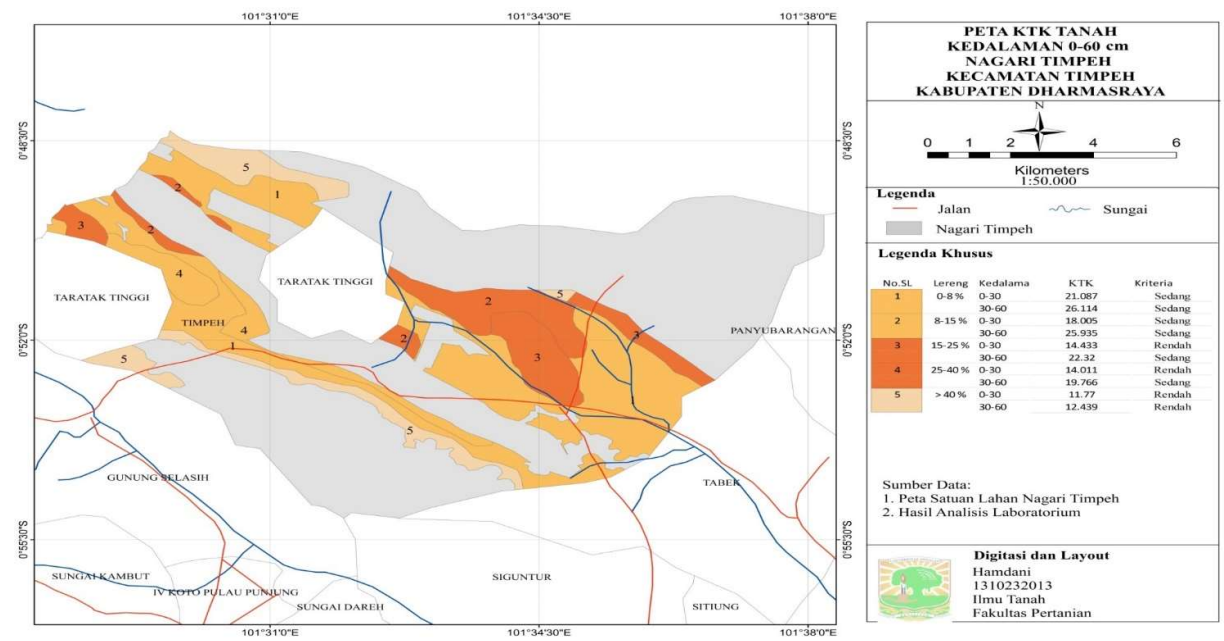 101°31'0"E 101°34'30"E 101°38'0"E
0°48'30"S 0°48'30"S
5
2 1
3 2
4
TARATAK TINGGI
TARATAK TINGGI
2 5
TIMPEH
4
1
2 3 3
PANYUBARANGAN
0°52'0"S 0°52'0"S
5
1
5
GUNUNG SELASIH
TABEK
0°55'30"S 0°55'30"S
SUNGAI KAMBUT
SIGUNTUR
IV KOTO PULAU PUNJUNG
SUNGAI DAREH
SITIUNG
101°31'0"E 101°34'30"E 101°38'0"E
PETA KTK TANAH
KEDALAMAN 0-60 cm
NAGARI TIMPEH
KECAMATAN TIMPEH
KABUPATEN DHARMASRAYA
N
0 1 2 4 6
Kilometers
1:50.000
Legenda
Jalan Sungai
Nagari Timpeh
Legenda Khusus
No.SL Lereng Kedalama KTK Kriteria
1 0-8% 0-30 21.087 Sedang
30-60 26.114 Sedang
2 8-15% 0-30 18.005 Sedang
30-60 25.935 Sedang
3 15-25% 0-30 14.433 Rendah
30-60 22.32 Sedang
4 25-40% 0-30 14.011 Rendah
30-60 19.766 Sedang
5 >40% 0-30 11.77 Rendah
30-60 12.439 Rendah
Sumber Data:
1. Peta Satuan Lahan Nagari Timpeh
2. Hasil Analisis Laboratorium
Digitasi dan Layout
Hamdani
1310232013
Ilmu Tanah
Fakultas Pertanian